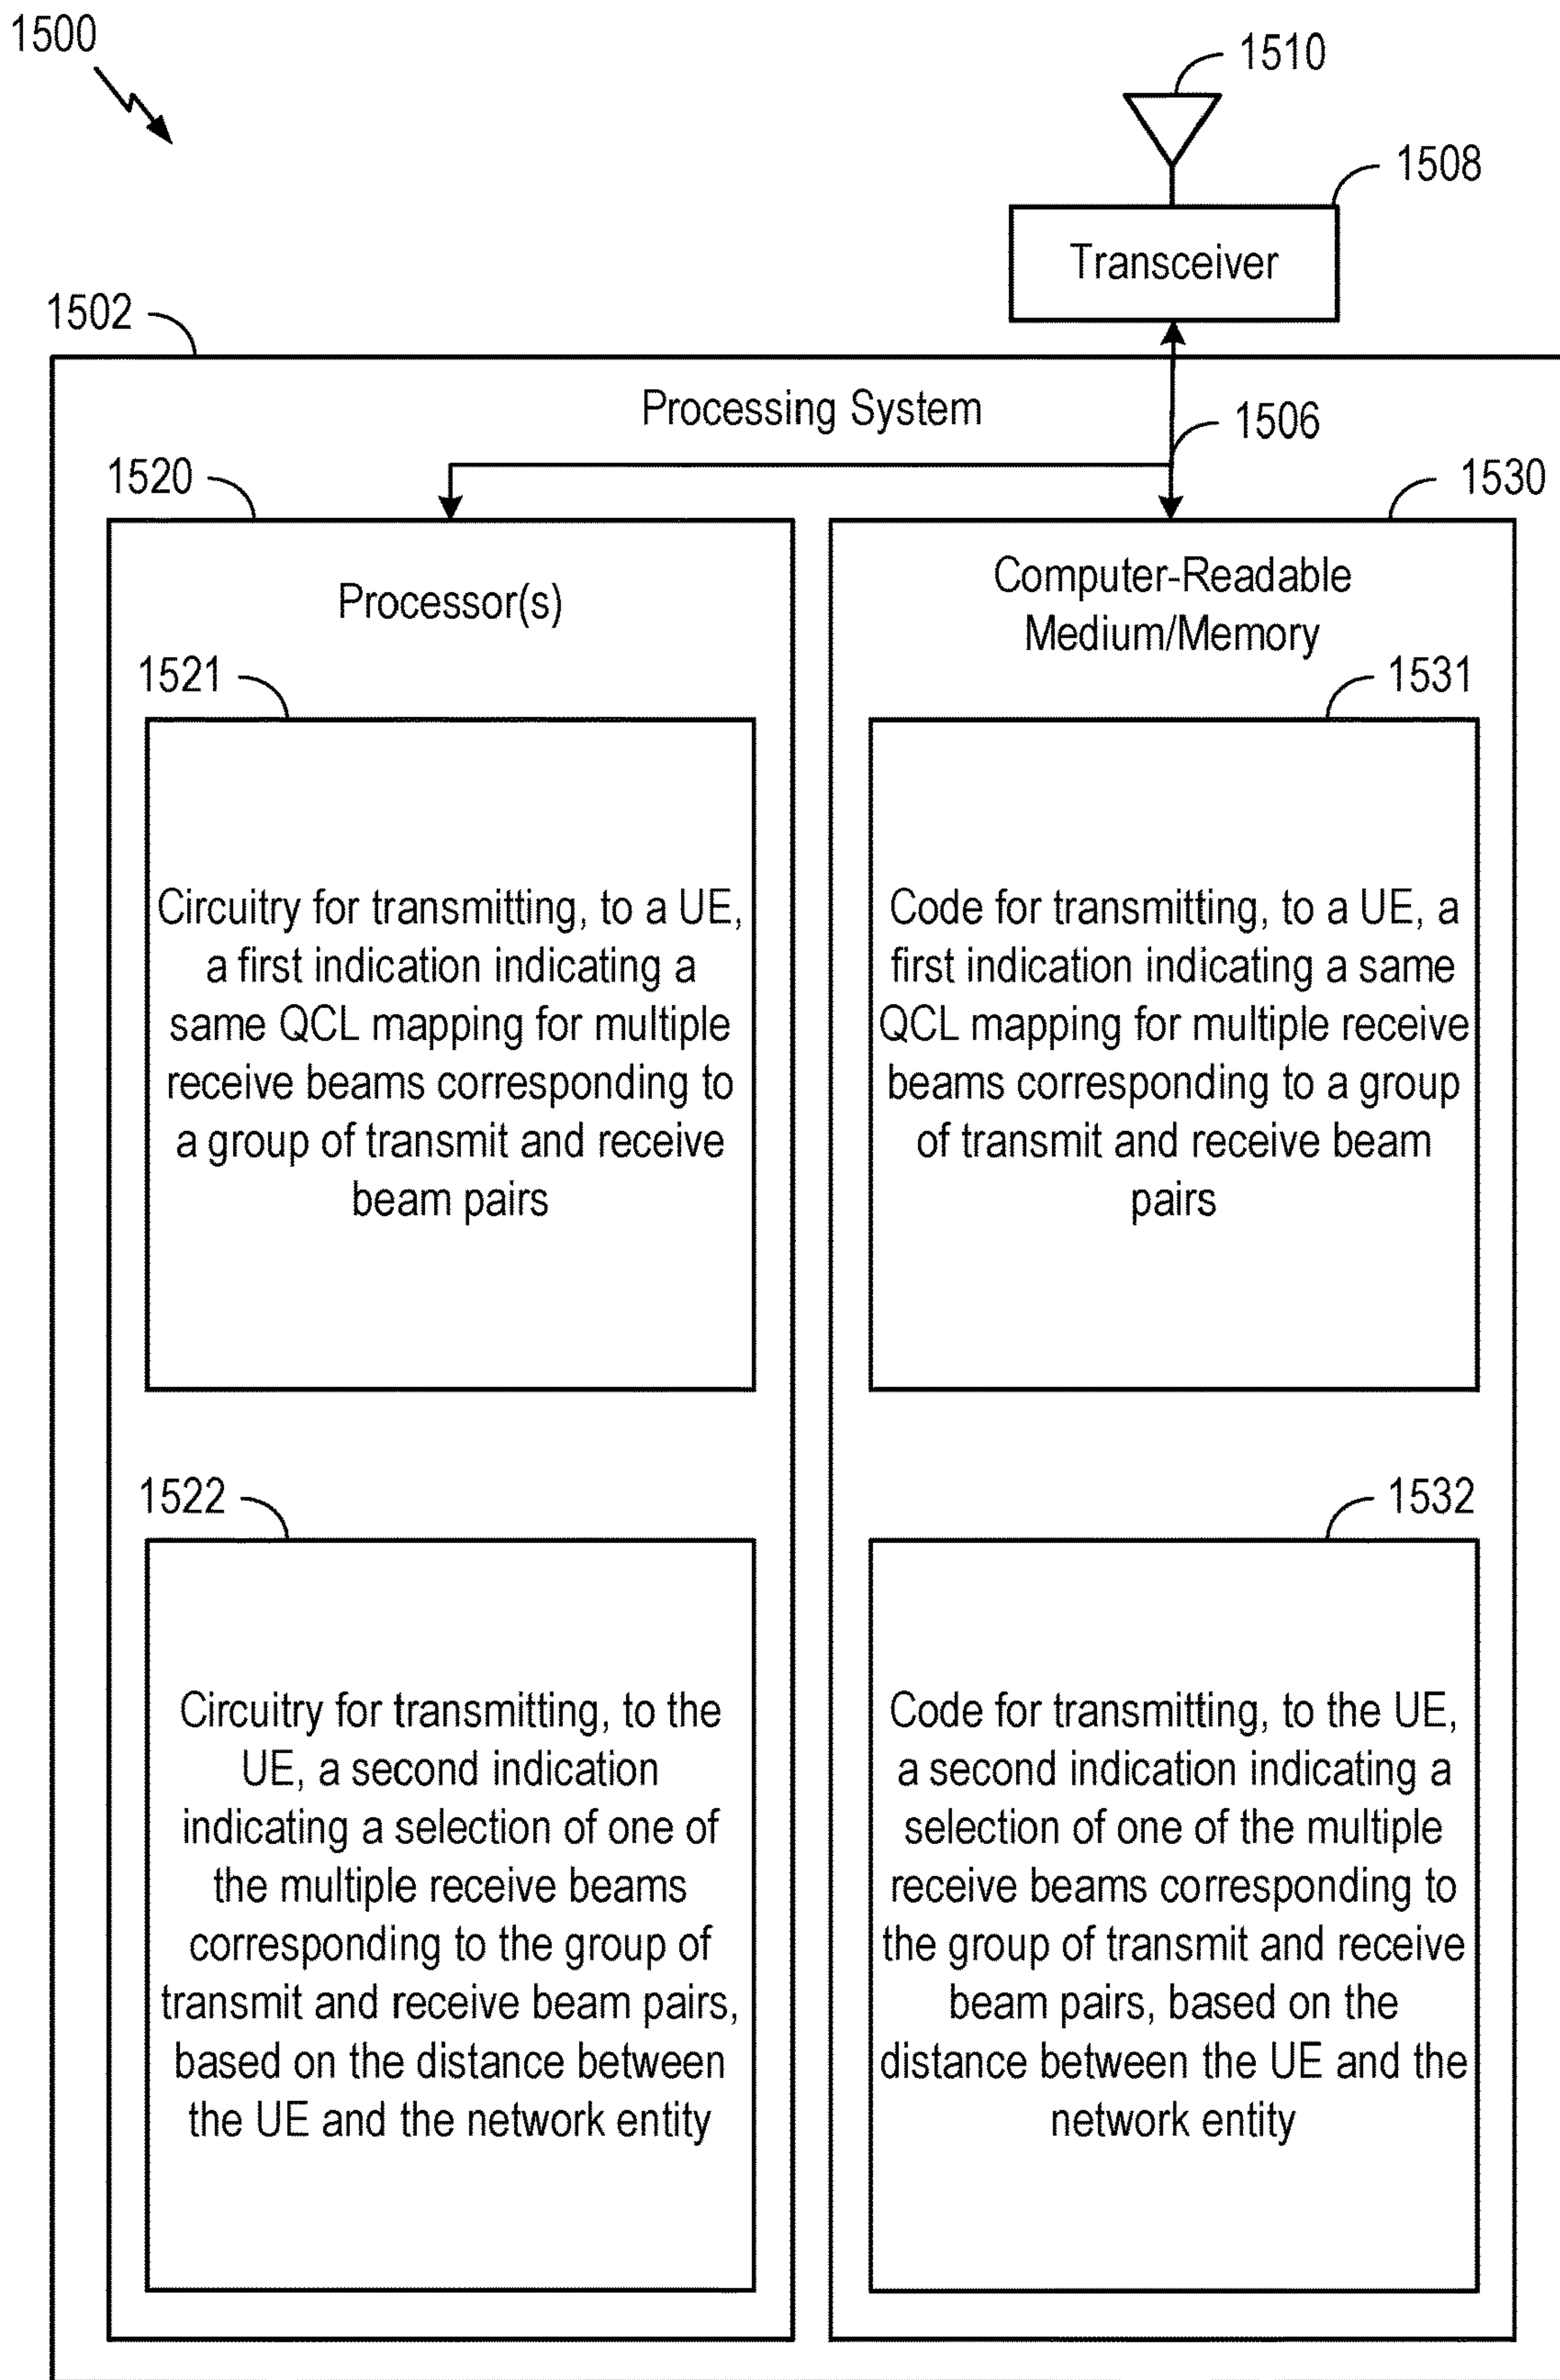 1500
1510
1508
Transceiver
1502
Processing System
1506
1520
1530
Processor(s)
Computer-Readable
Medium/Memory
1521
1531
Circuitry for transmitting, to a UE,
a first indication indicating a
same QCL mapping for multiple
receive beams corresponding to
a group of transmit and receive
beam pairs
Code for transmitting, to a UE, a
first indication indicating a same
QCL mapping for multiple receive
beams corresponding to a group
of transmit and receive beam
pairs
1522
1532
Circuitry for transmitting, to the
UE, a second indication
indicating a selection of one of
the multiple receive beams
corresponding to the group of
transmit and receive beam pairs,
based on the distance between
the UE and the network entity
Code for transmitting, to the UE,
a second indication indicating a
selection of one of the multiple
receive beams corresponding to
the group of transmit and receive
beam pairs, based on the
distance between the UE and the
network entity